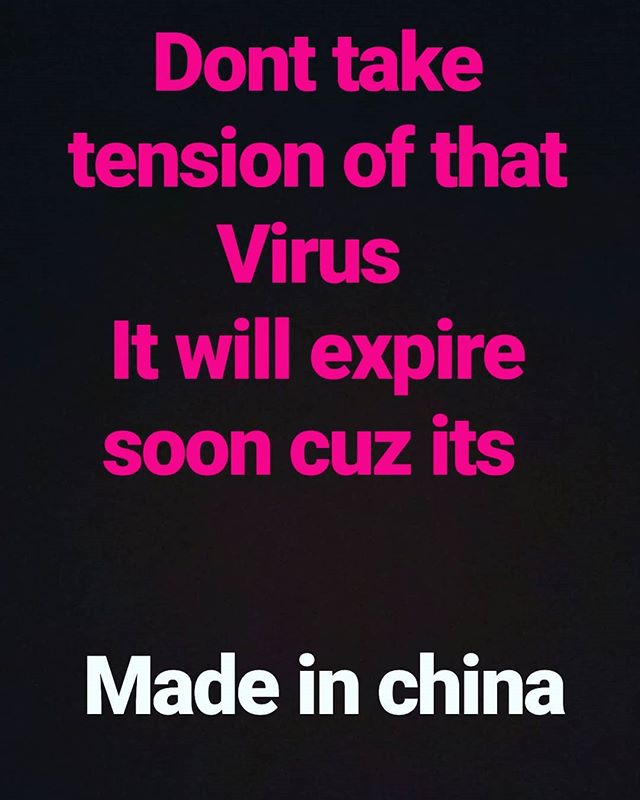 Dont take
tension of that
Virus
It will expire
soon cuz its
Made in china